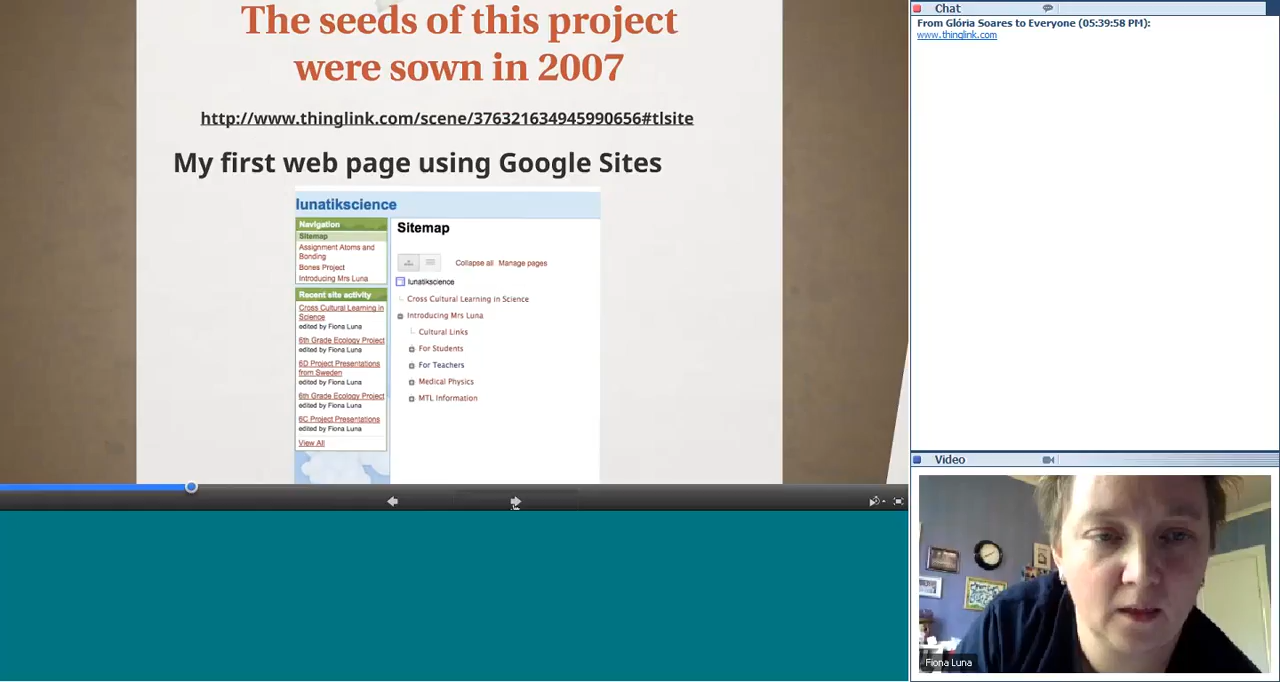 The seeds of this project
were sown in 2007
http://www.thinglink.com/scene/376321634945990656#tlsite
My first web page using Google Sites
lunatikscience
Navigation
Sitemap
Assignment Atoms and
Bonding
Bones Project
Introducing Mrs Luna
Recent site activity
Cross Cultural Learning in
Science
edited by Fiona Luna
6th Grade Ecology Project
edited by Fiona Luna
6D Project Presentations
from Sweden
edited by Fiona Luna
6th Grade Ecology Project
edited by Fiona Luna
6C Project Presentations
edited by Fiona Luna
View All
Sitemap
Collapse all Manage pages
lunatikscience
Cross Cultural Learning in Science
Introducing Mrs Luna
Cultural Links
For Students
For Teachers
Medical Physics
MTL Information
Chat
From Glória Soares to Everyone (05:39:58 PM):
www.thinglink.com
Video
Fiona Luna